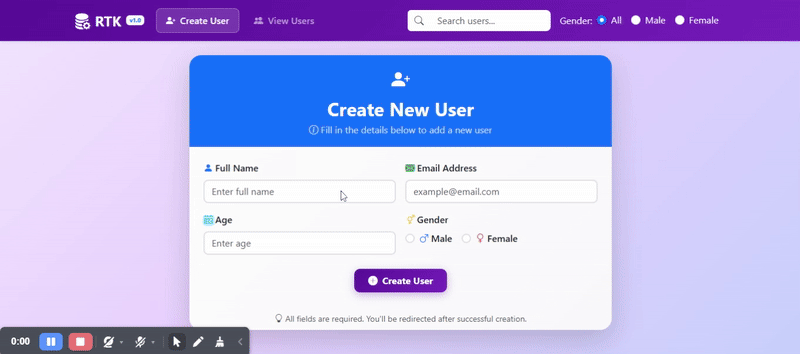 RTK v1.0 Create User View Users Search users... Gender: All Male Female
Create New User
Fill in the details below to add a new user
Full Name Email Address
Enter full name example@email.com
Age Gender
Enter age Male Female
Create User
All fields are required. You'll be redirected after successful creation.
0:00